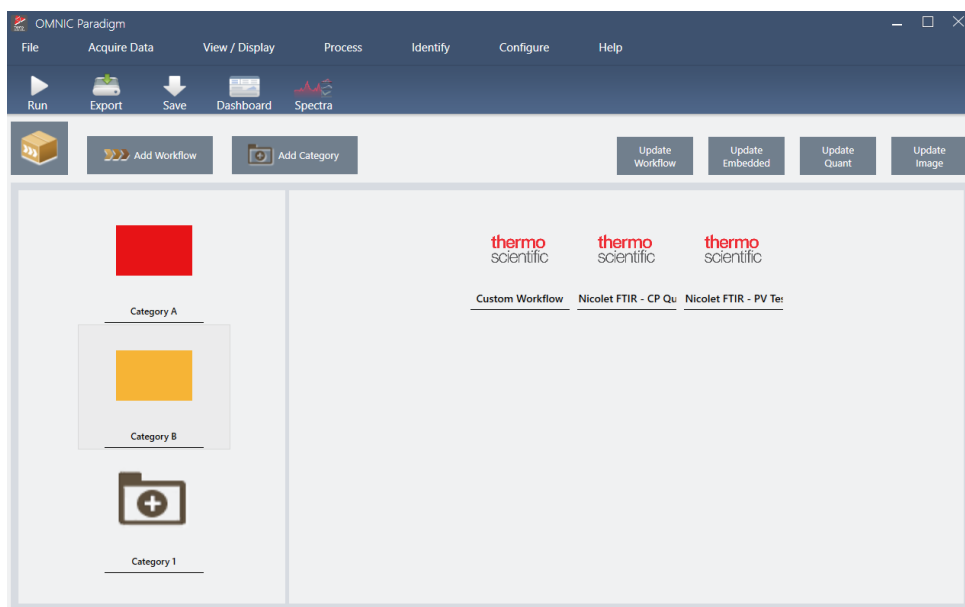 OMNIC Paradigm
File Acquire Data View / Display Process Identify Configure Help
Run Export Save Dashboard Spectra
Add Workflow Add Category Update Workflow Update Embedded Update Quant Update Image
Category A
Category B
Category 1
thermo scientific thermo scientific thermo scientific
Custom Workflow Nicolet FTIR - CP Qu Nicolet FTIR - PV Tes